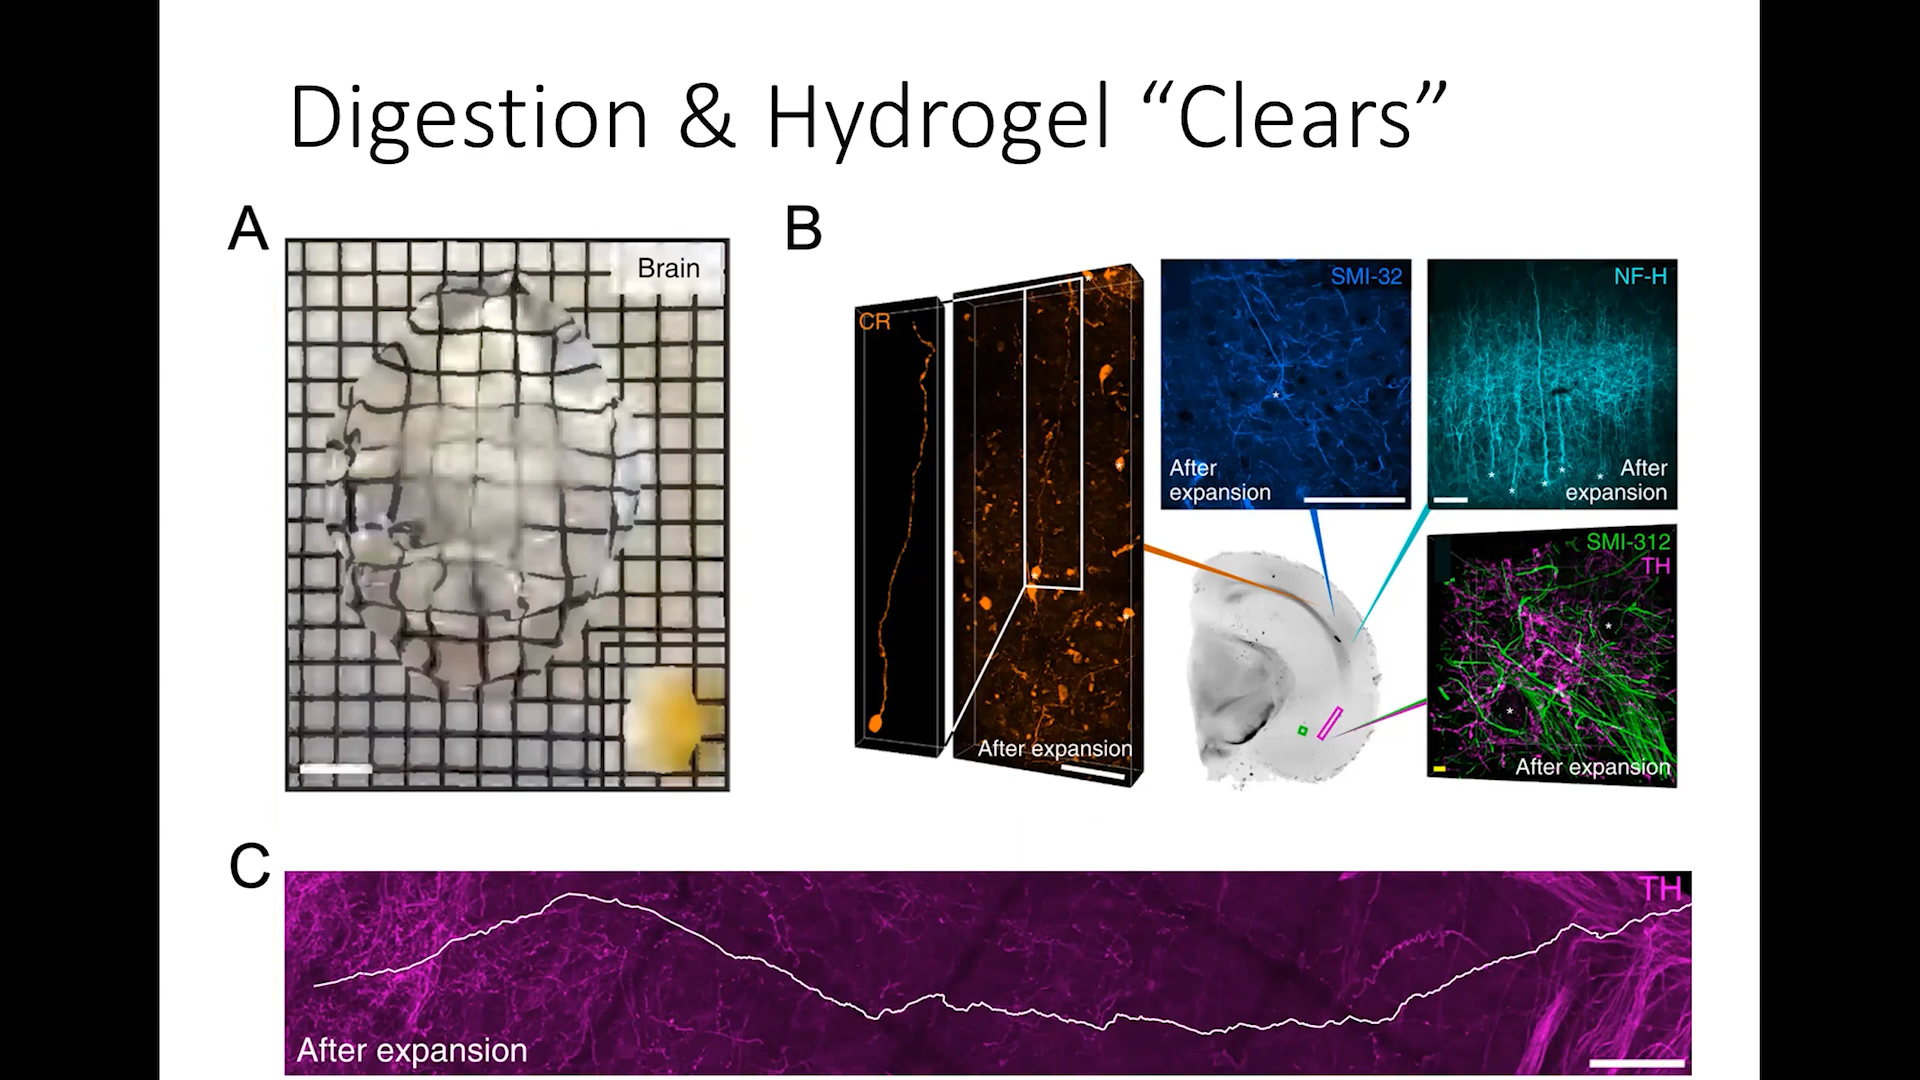 Digestion & Hydrogel “Clears”
A
Brain
B
CR
After expansion
SMI-32
After
expansion
NF-H
After
expansion
SMI-312
TH
After expansion
C
TH
After expansion